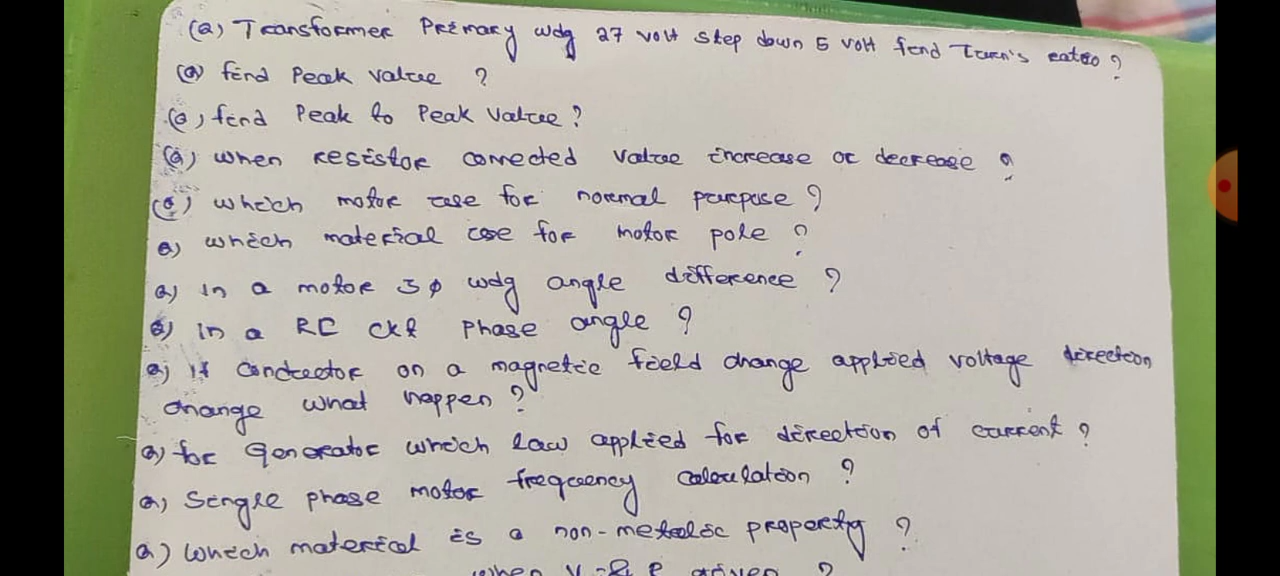 (Q) Transformer Primary wdg 27 volt step down 5 volt find Turn's ratio ?
(Q) find Peak value ?
(Q) find Peak to Peak value ?
(Q) when resistor connected value increase or decrease ?
(Q) which motor use for normal purpose ?
Q) which material use for motor pole ?
Q) in a motor 3 φ wdg angle difference ?
Q) in a RC ckt phase angle ?
Q) if conductor on a magnetic field change applied voltage direction
change what happen ?
Q) for generator which law applied for direction of current ?
Q) Single phase motor frequency calculation ?
Q) which material is a non-metalic property ?
when V & R given ?